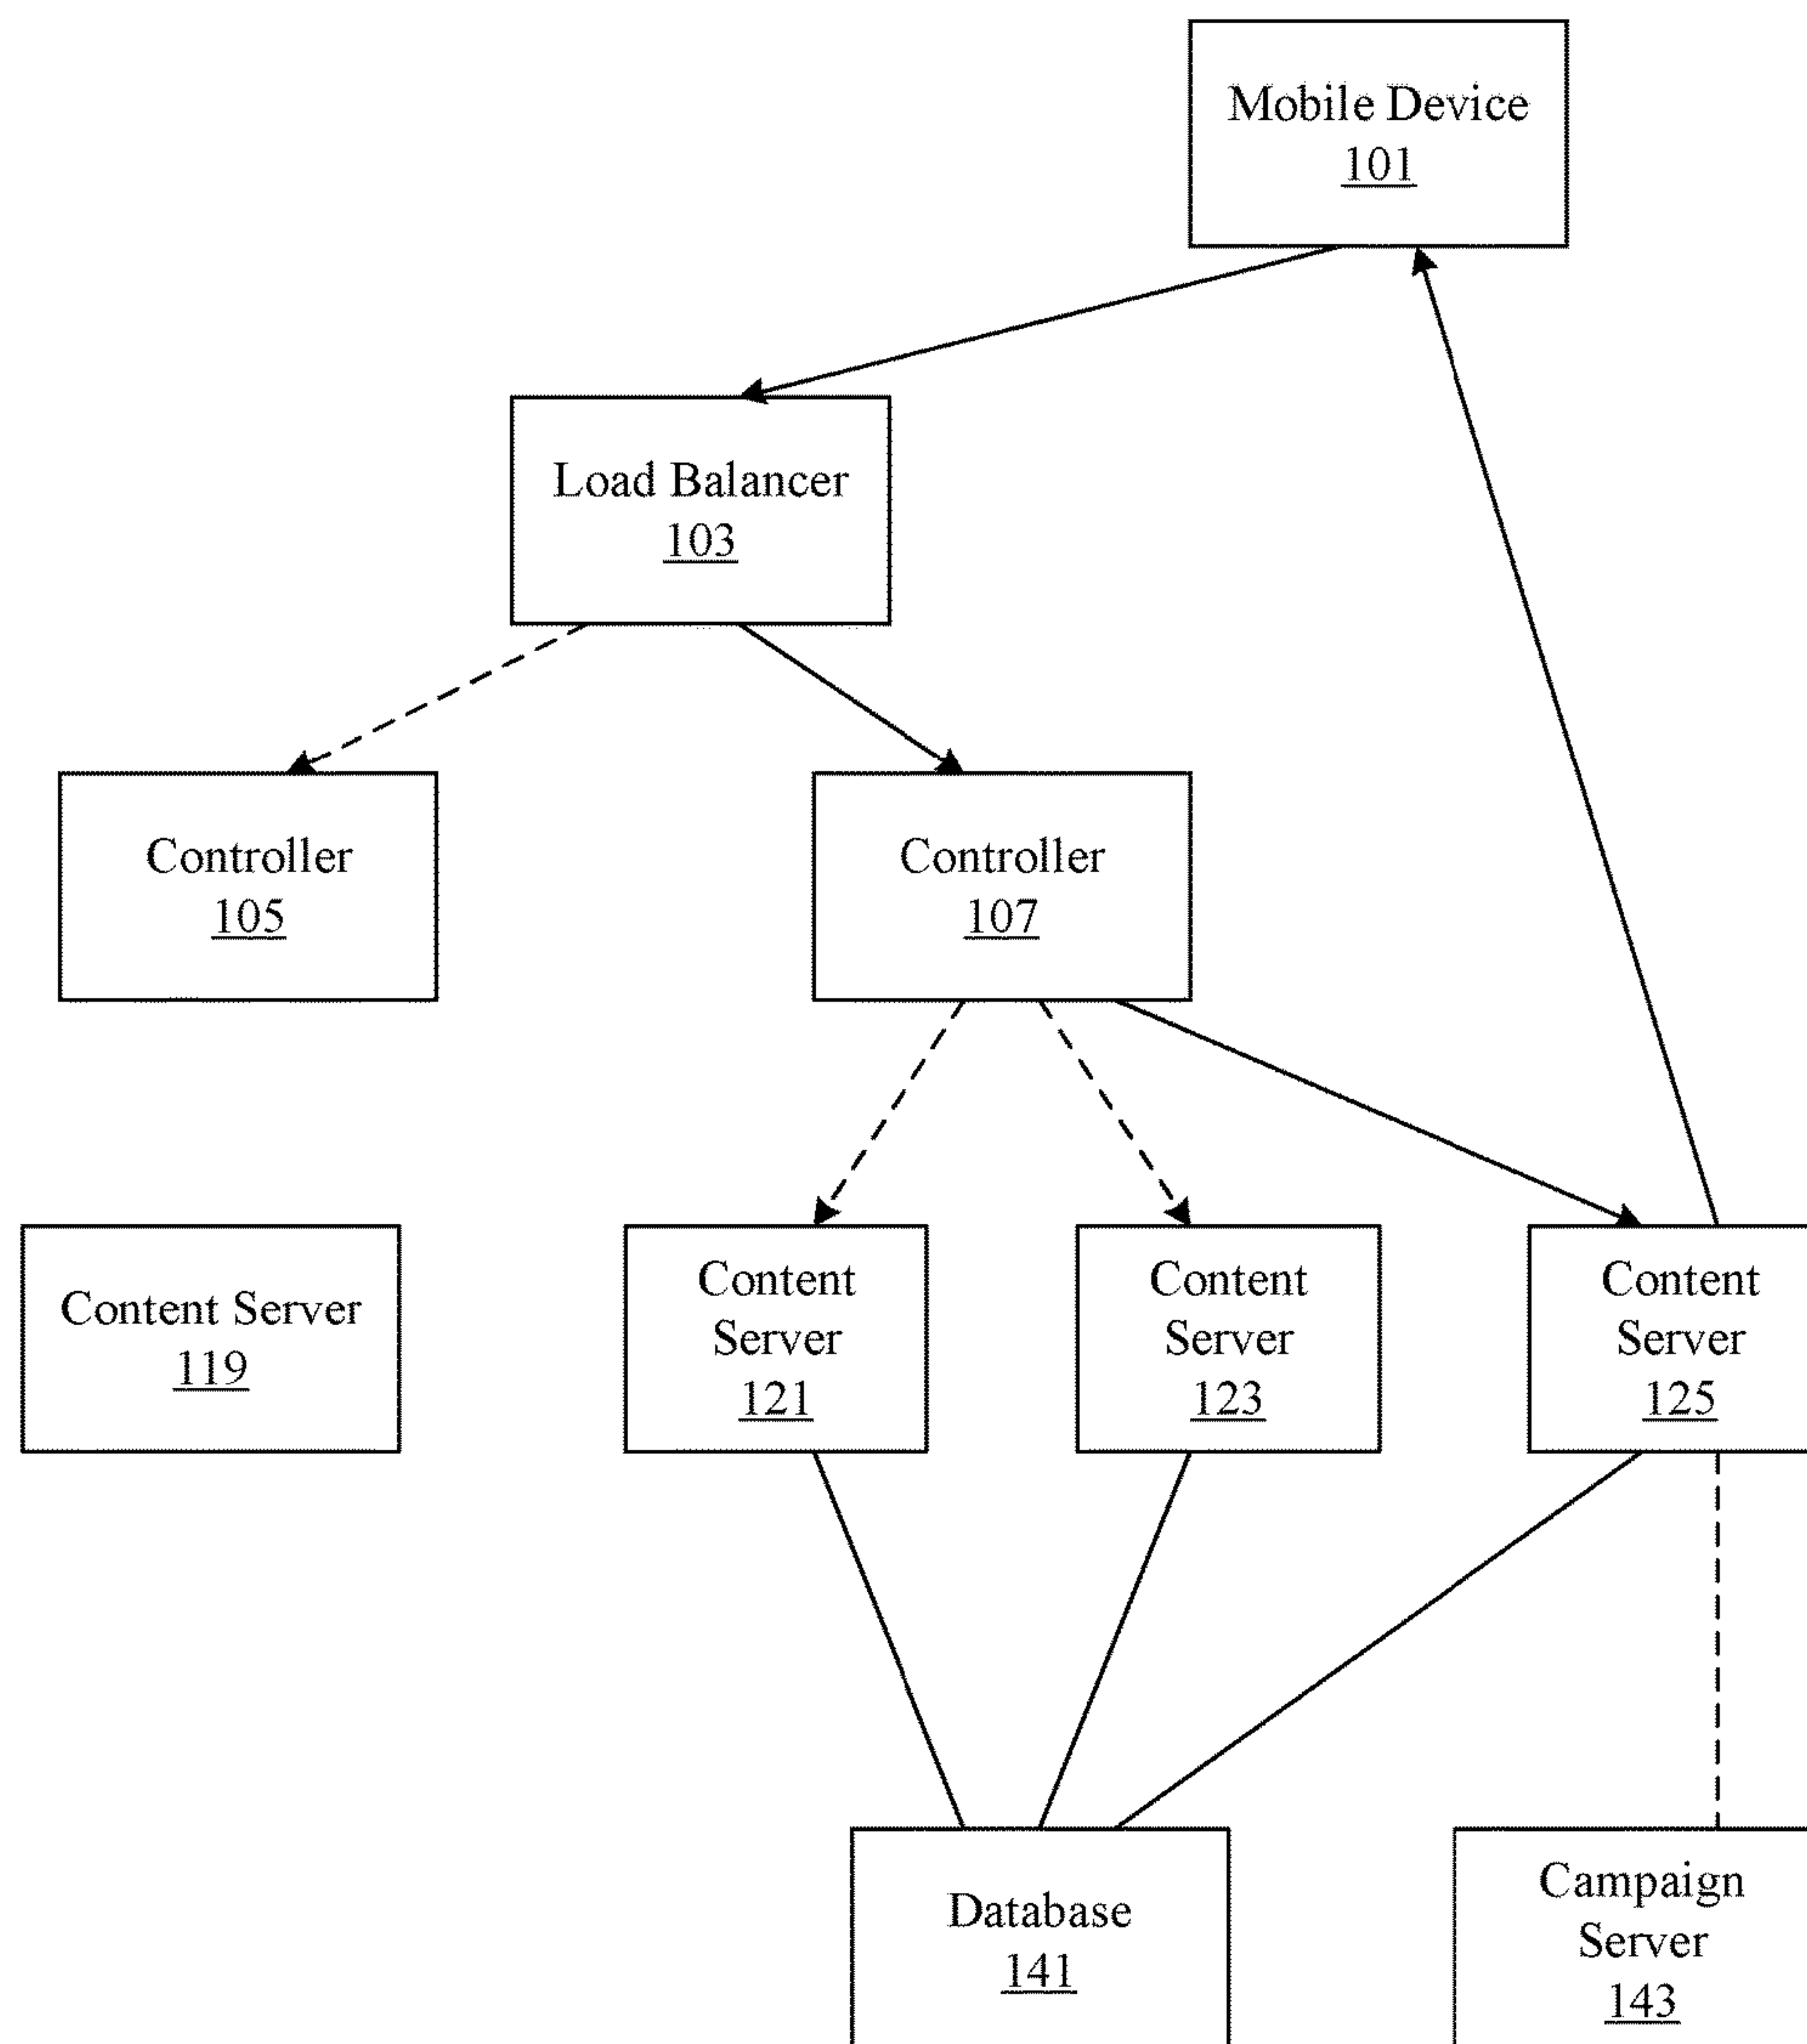 Mobile Device
101
Load Balancer
103
Controller
105
Controller
107
Content Server
119
Content
Server
121
Content
Server
123
Content
Server
125
Database
141
Campaign
Server
143